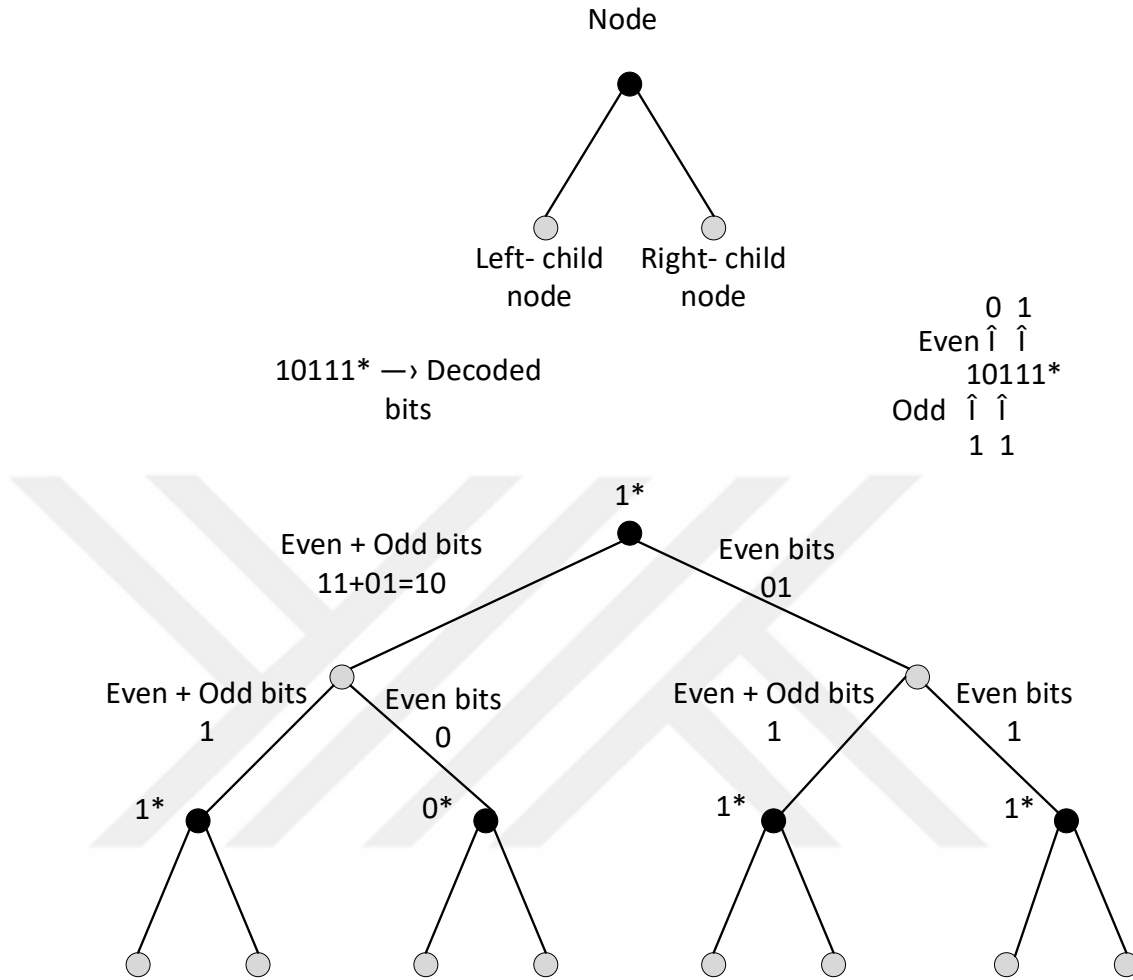 Node
Left- child
node
Right- child
node
0 1
Even Î Î
10111*
Odd Î Î
1 1
10111* —› Decoded
bits
1*
Even + Odd bits
11+01=10
Even bits
01
Even + Odd bits
1
Even bits
0
Even + Odd bits
1
Even bits
1
1*
0*
1*
1*